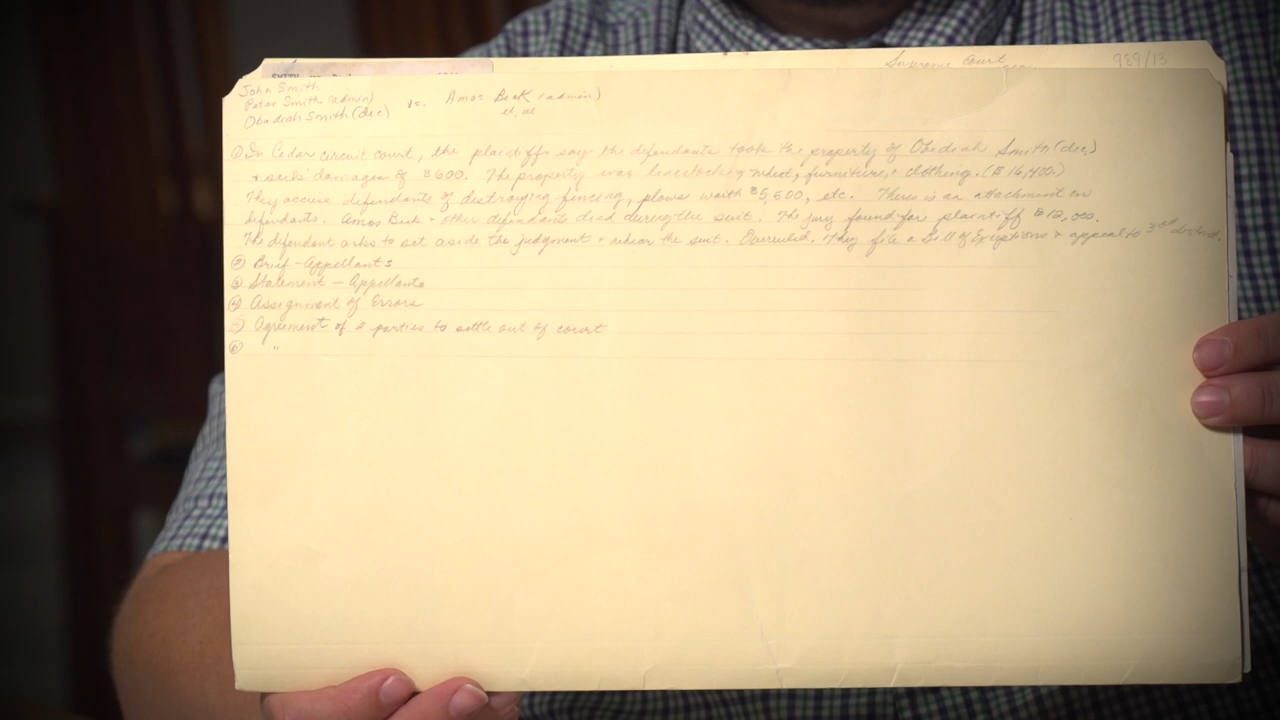 Supreme Court 989/13
SMITH
John Smith
Peter Smith (admin) vs. Amos Beck (admin)
Obadiah Smith (dec) et, al
① In Cedar circuit court, the plaintiffs say the defendants took the property of Obediah Smith (dec)
+ seek damages of $600. The property was livestock, wheat, furniture, + clothing. ($16,400.)
They accuse defendants of destroying fencing, plows worth $5,500, etc. There is an attachment on
defendants. Amos Beck + other defendants died during the suit. The jury found for plaintiff $12,000.
The defendant asks to set aside the judgment + rehear the suit. Overruled, they file a Bill of Exceptions + appeal to 3rd district.
② Brief - Appellants
③ Statement - Appellants
④ Assignment of Errors
⑤ Agreement of 2 parties to settle out of court
⑥ "